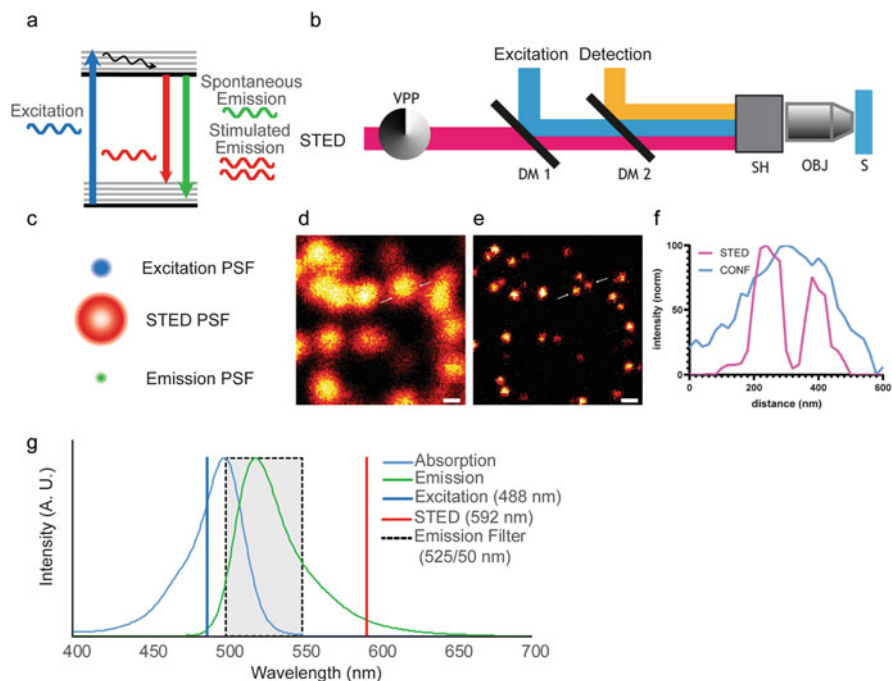 a
Excitation
Spontaneous
Emission
Stimulated
Emission
b
Excitation
Detection
VPP
STED
DM 1
DM 2
SH
OBJ
S
c
Excitation PSF
STED PSF
Emission PSF
d
e
f
STED
CONF
intensity (norm)
100
50
0
0
200
400
600
distance (nm)
g
Intensity (A. U.)
Absorption
Emission
Excitation (488 nm)
STED (592 nm)
Emission Filter
(525/50 nm)
400
450
500
550
600
650
700
Wavelength (nm)